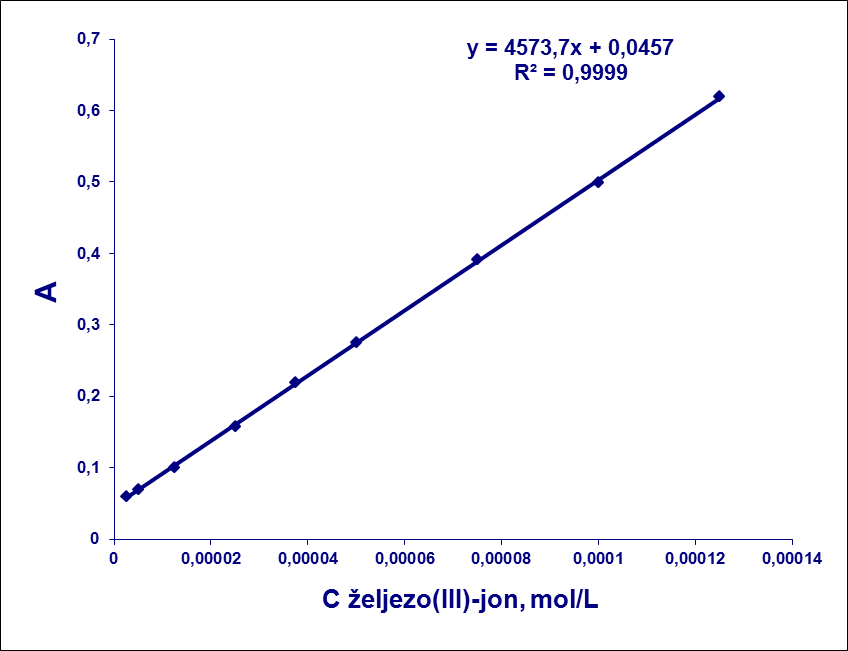 y = 4573,7x + 0,0457
R² = 0,9999
0,7
0,6
0,5
0,4
0,3
0,2
0,1
0
A
0 0,00002 0,00004 0,00006 0,00008 0,0001 0,00012 0,00014
C željezo(III)-jon, mol/L